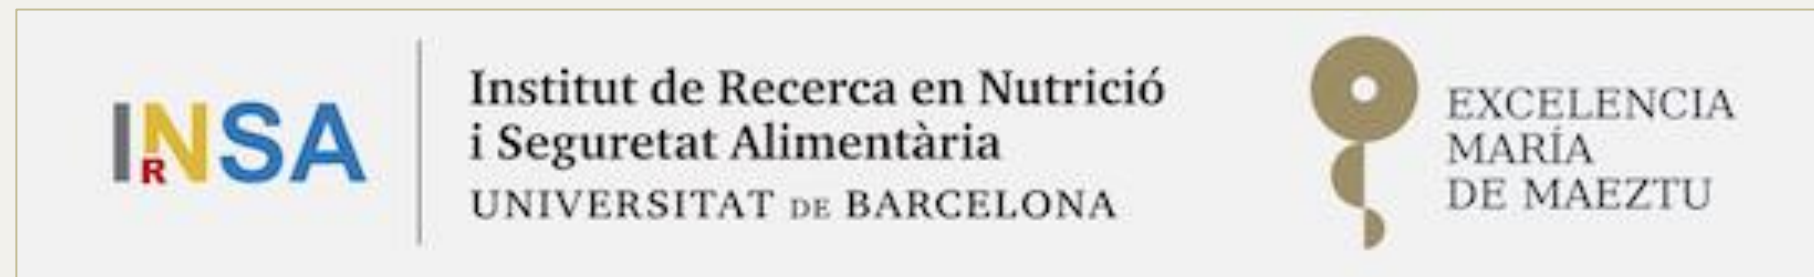 INSA
R
Institut de Recerca en Nutrició
i Seguretat Alimentària
UNIVERSITAT DE BARCELONA
EXCELENCIA
MARÍA
DE MAEZTU